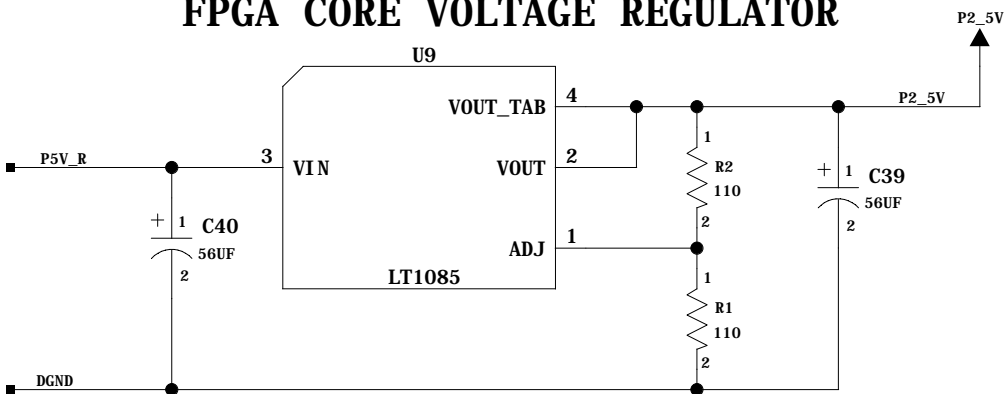 FPGA CORE VOLTAGE REGULATOR
P2_5V
U9
VOUT_TAB
4
P2_5V
P5V_R
3
VIN
VOUT
2
1
R2
110
2
+
1
C39
56UF
2
+
1
C40
56UF
2
ADJ
1
LT1085
1
R1
110
2
DGND